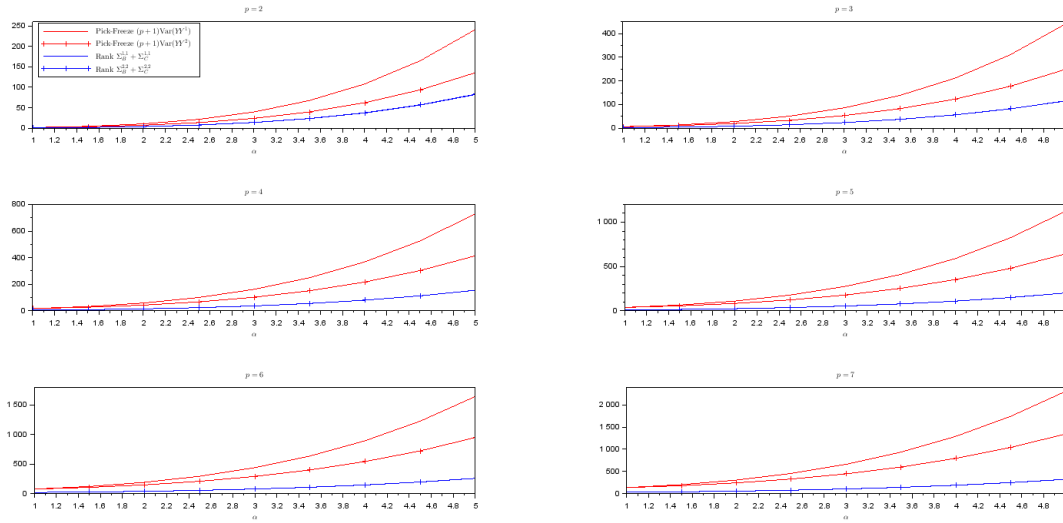 p = 2
250
200
150
100
50
0
Pick-Freeze (p + 1)Var(YY¹)
Pick-Freeze (p + 1)Var(YY²)
Rank Σ_B^{1,1} + Σ_C^{1,1}
Rank Σ_B^{2,2} + Σ_C^{2,2}
1 1.2 1.4 1.6 1.8 2 2.2 2.4 2.6 2.8 3 3.2 3.4 3.6 3.8 4 4.2 4.4 4.6 4.8 5
α
p = 3
400
300
200
100
0
1 1.2 1.4 1.6 1.8 2 2.2 2.4 2.6 2.8 3 3.2 3.4 3.6 3.8 4 4.2 4.4 4.6 4.8
α
p = 4
800
600
400
200
0
1 1.2 1.4 1.6 1.8 2 2.2 2.4 2.6 2.8 3 3.2 3.4 3.6 3.8 4 4.2 4.4 4.6 4.8 5
α
p = 5
1 000
500
0
1 1.2 1.4 1.6 1.8 2 2.2 2.4 2.6 2.8 3 3.2 3.4 3.6 3.8 4 4.2 4.4 4.6 4.8
α
p = 6
1 500
1 000
500
0
1 1.2 1.4 1.6 1.8 2 2.2 2.4 2.6 2.8 3 3.2 3.4 3.6 3.8 4 4.2 4.4 4.6 4.8 5
α
p = 7
2 000
1 500
1 000
500
0
1 1.2 1.4 1.6 1.8 2 2.2 2.4 2.6 2.8 3 3.2 3.4 3.6 3.8 4 4.2 4.4 4.6 4.8
α